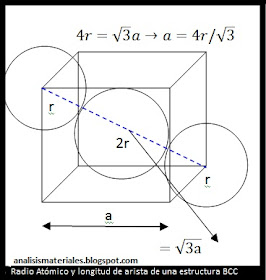 4r = √3a → a = 4r/√3
r
2r
r
a
= √3a
analisismateriales.blogspot.com
Radio Atómico y longitud de arista de una estructura BCC